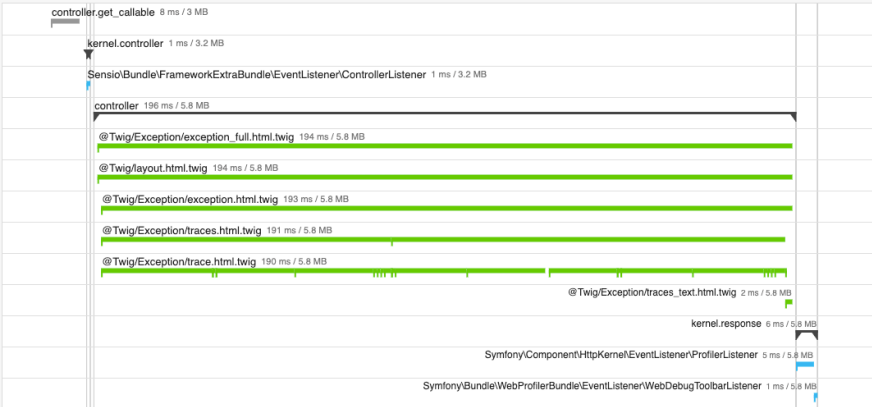 controller.get_callable 8 ms / 3 MB
kernel.controller 1 ms / 3.2 MB
Sensio\Bundle\FrameworkExtraBundle\EventListener\ControllerListener 1 ms / 3.2 MB
controller 196 ms / 5.8 MB
@Twig/Exception/exception_full.html.twig 194 ms / 5.8 MB
@Twig/layout.html.twig 194 ms / 5.8 MB
@Twig/Exception/exception.html.twig 193 ms / 5.8 MB
@Twig/Exception/traces.html.twig 191 ms / 5.8 MB
@Twig/Exception/trace.html.twig 190 ms / 5.8 MB
@Twig/Exception/traces_text.html.twig 2 ms / 5.8 MB
kernel.response 6 ms / 5.8 MB
Symfony\Component\HttpKernel\EventListener\ProfilerListener 5 ms / 5.8 MB
Symfony\Bundle\WebProfilerBundle\EventListener\WebDebugToolbarListener 1 ms / 5.8 MB